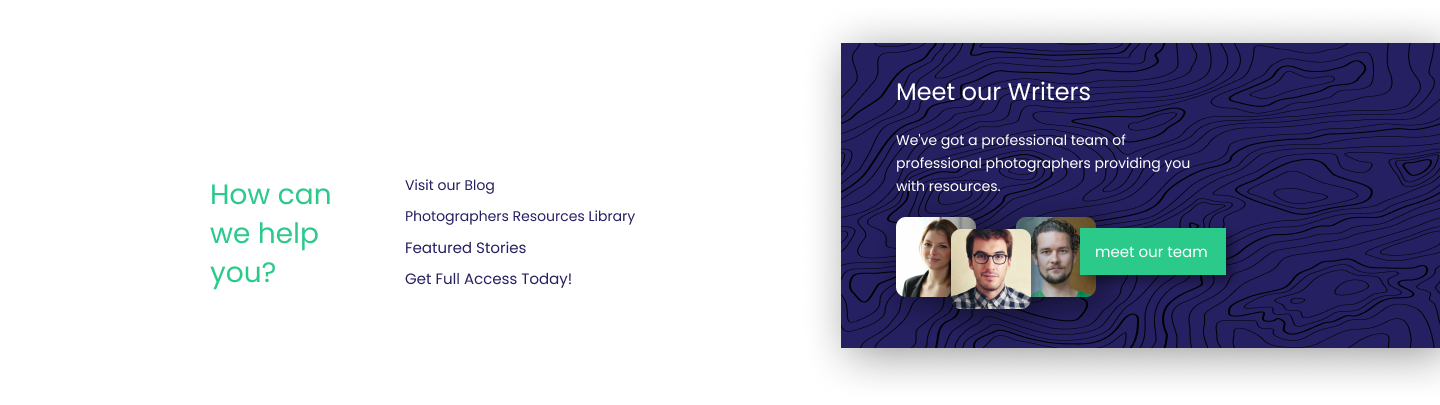 How can
we help
you?
Visit our Blog
Photographers Resources Library
Featured Stories
Get Full Access Today!
Meet our Writers
We've got a professional team of
professional photographers providing you
with resources.
meet our team